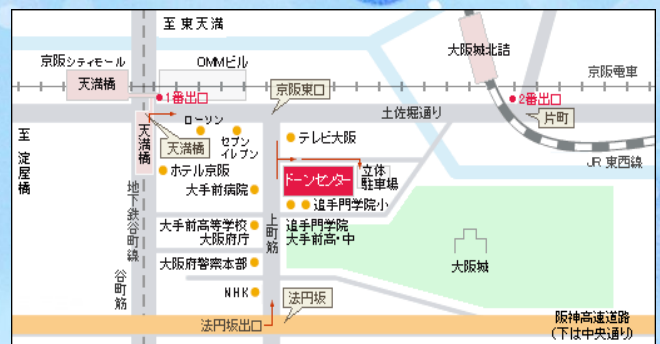 至 東天満
大阪城北詰
京阪シティモール
OMMビル
京阪電車
天満橋
京阪東口
1番出口
2番出口
土佐堀通り
片町
ローソン
セブン
イレブン
天満橋
天満橋
テレビ大阪
至 淀屋橋
JR 東西線
ホテル京阪
ドーンセンター
立体
駐車場
大手前病院
追手門学院小
地下鉄谷町線
上町筋
大手前高等学校
大阪府庁
追手門学院
大手前高・中
大阪城
大阪府警察本部
谷町筋
NHK
法円坂
法円坂出口
阪神高速道路
(下は中央通り)